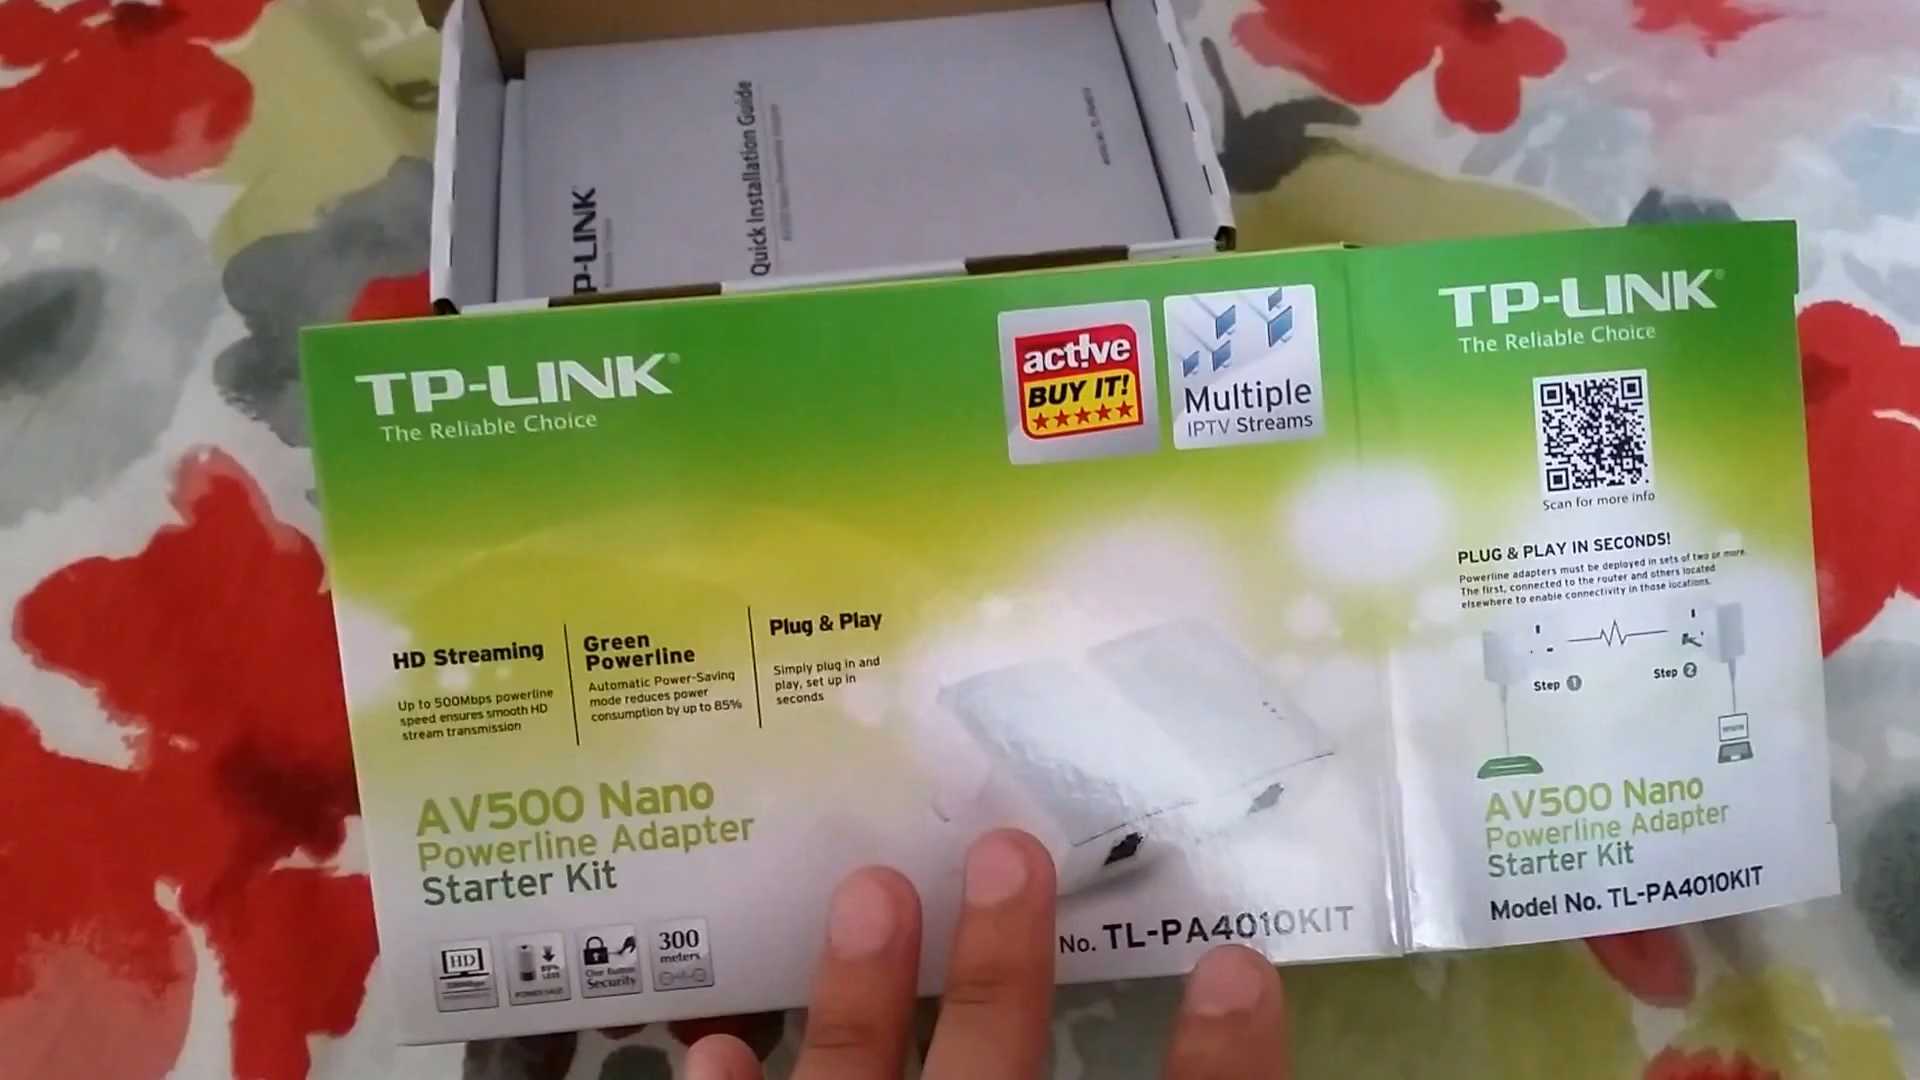 P-LINK
Quick Installation Guide
TP-LINK
The Reliable Choice
act!ve
BUY IT!
Multiple
IPTV Streams
HD Streaming
Up to 500Mbps powerline
speed ensures smooth HD
stream transmission
Green
Powerline
Automatic Power-Saving
mode reduces power
consumption by up to 85%
Plug & Play
Simply plug in and
play, set up in
seconds
AV500 Nano
Powerline Adapter
Starter Kit
HD
One Button
Security
300
meters
No. TL-PA4010KIT
TP-LINK
The Reliable Choice
Scan for more info
PLUG & PLAY IN SECONDS!
Powerline adapters must be deployed in sets of two or more.
The first, connected to the router and others located
elsewhere to enable connectivity in those locations.
Step 1
Step 2
AV500 Nano
Powerline Adapter
Starter Kit
Model No. TL-PA4010KIT